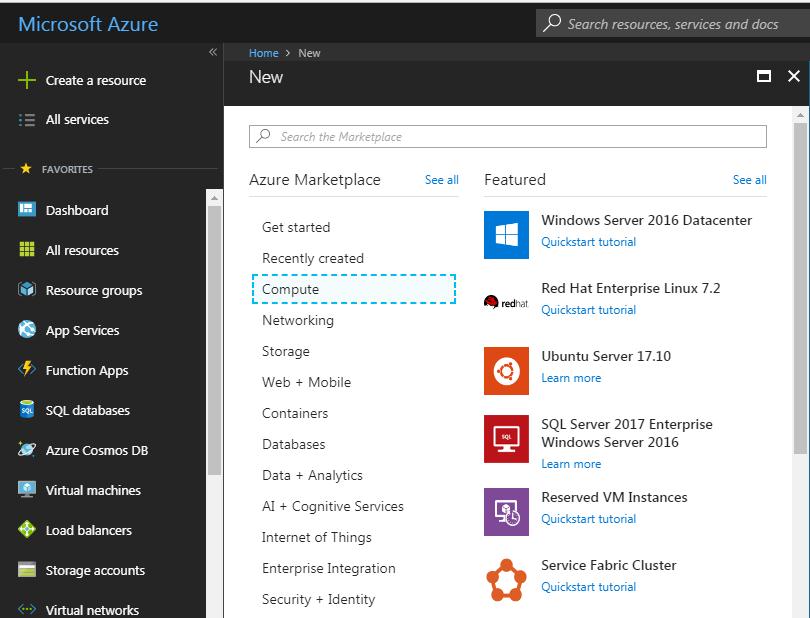 Microsoft Azure
Search resources, services and docs
«
Create a resource
All services
FAVORITES
Dashboard
All resources
Resource groups
App Services
Function Apps
SQL
SQL databases
Azure Cosmos DB
Virtual machines
Load balancers
Storage accounts
Virtual networks
Home > New
New
Search the Marketplace
Azure Marketplace See all
Get started
Recently created
Compute
Networking
Storage
Web + Mobile
Containers
Databases
Data + Analytics
AI + Cognitive Services
Internet of Things
Enterprise Integration
Security + Identity
Featured See all
Windows Server 2016 Datacenter
Quickstart tutorial
redhat.
Red Hat Enterprise Linux 7.2
Quickstart tutorial
Ubuntu Server 17.10
Learn more
SQL
SQL Server 2017 Enterprise
Windows Server 2016
Learn more
Reserved VM Instances
Quickstart tutorial
Service Fabric Cluster
Quickstart tutorial